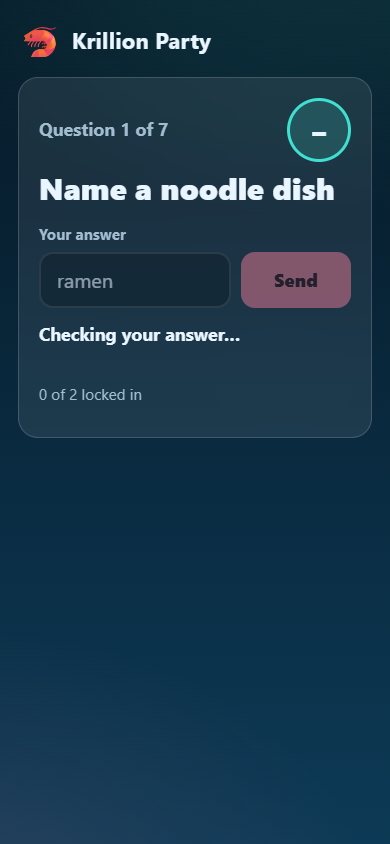 Krillion Party
Question 1 of 7
–
Name a noodle dish
Your answer
ramen
Send
Checking your answer...
0 of 2 locked in